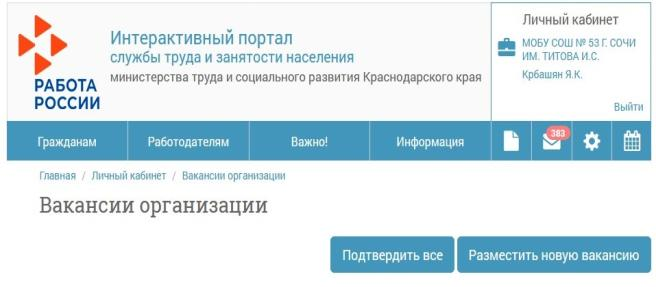 Личный кабинет
Интерактивный портал
МОБУ СОШ № 53 Г. СОЧИ
службы труда и занятости населения
ИМ. ТИТОВА И.С.
министерства труда и социального развития Краснодарского края
Крбашян Я.К.
РАБОТА
РОССИИ
Выйти
Гражданам Работодателям Важно! Информация 383
Главная / Личный кабинет / Вакансии организации
Вакансии организации
Подтвердить все Разместить новую вакансию